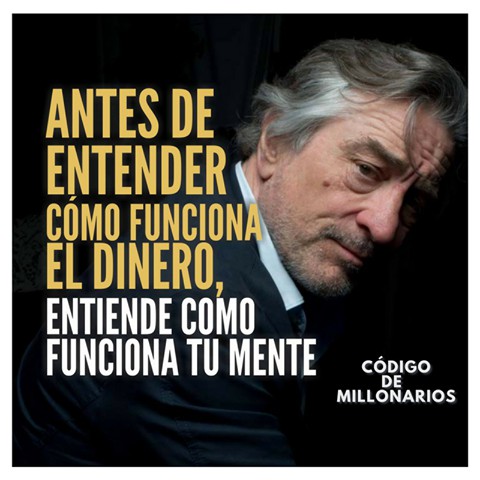 ANTES DE
ENTENDER
CÓMO FUNCIONA
EL DINERO,
ENTIENDE COMO
FUNCIONA TU MENTE
CÓDIGO
DE
MILLONARIOS